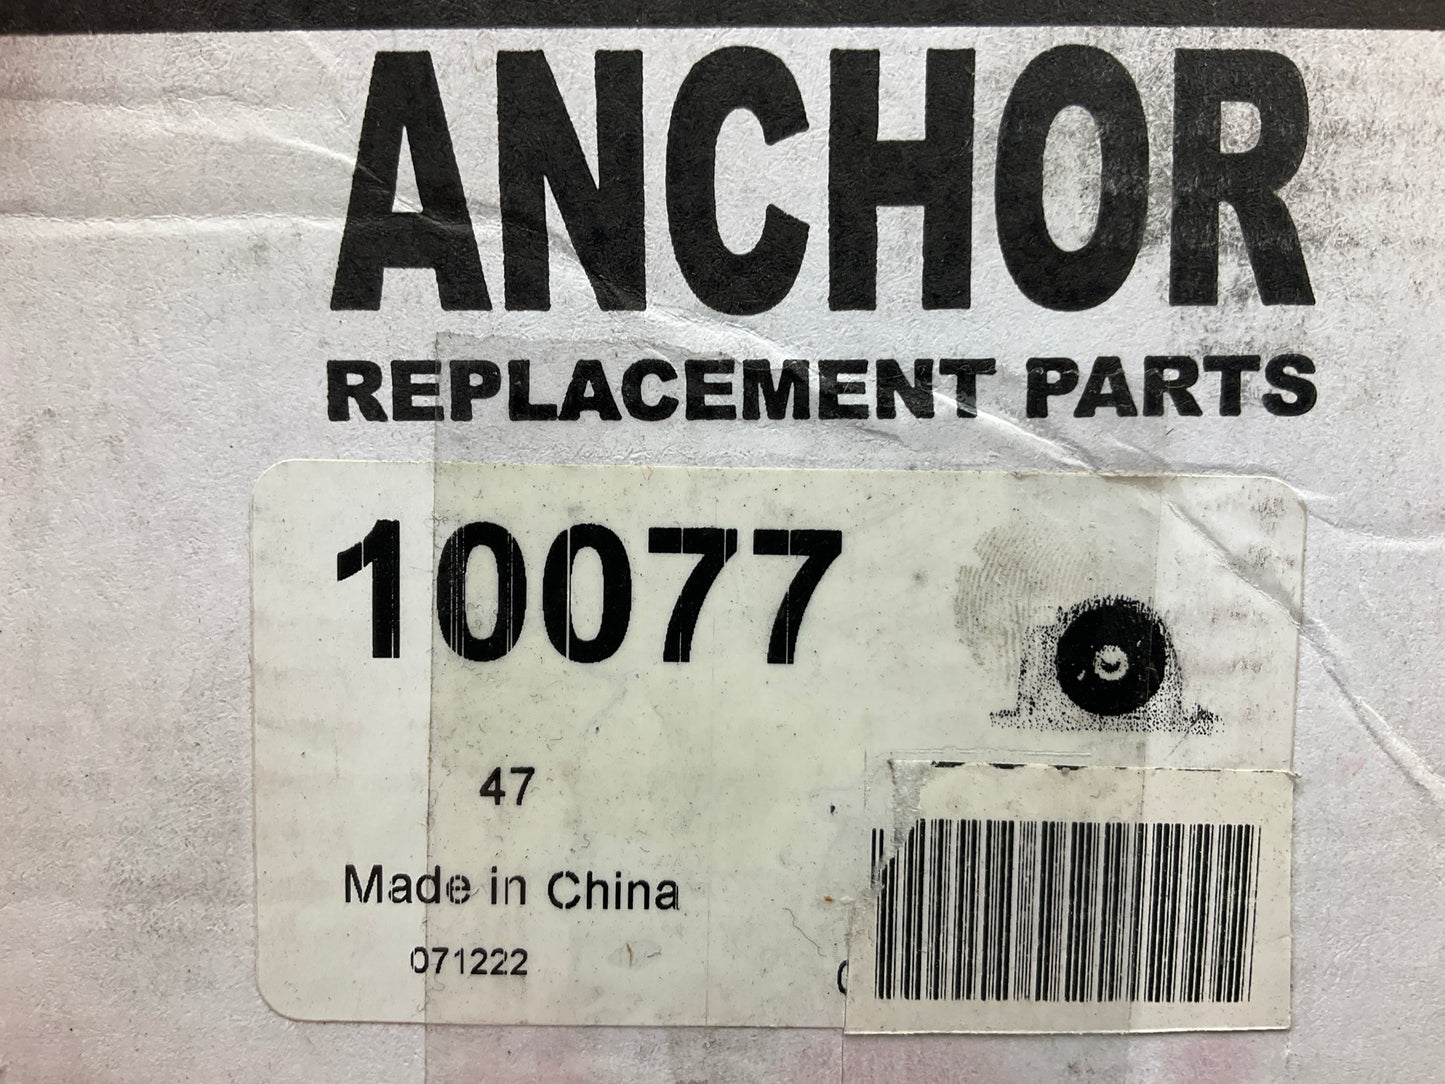 ANCHOR
REPLACEMENT PARTS
10077
47
Made in China
071222